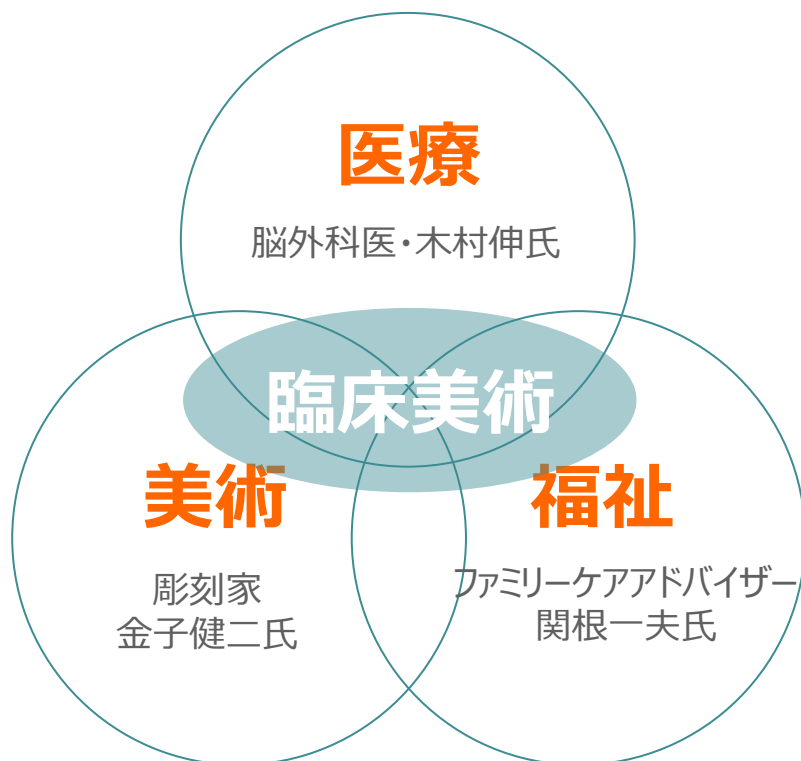 医療
脳外科医・木村伸氏
臨床美術
美術
彫刻家
金子健二氏
福祉
ファミリーケアアドバイザー
関根一夫氏